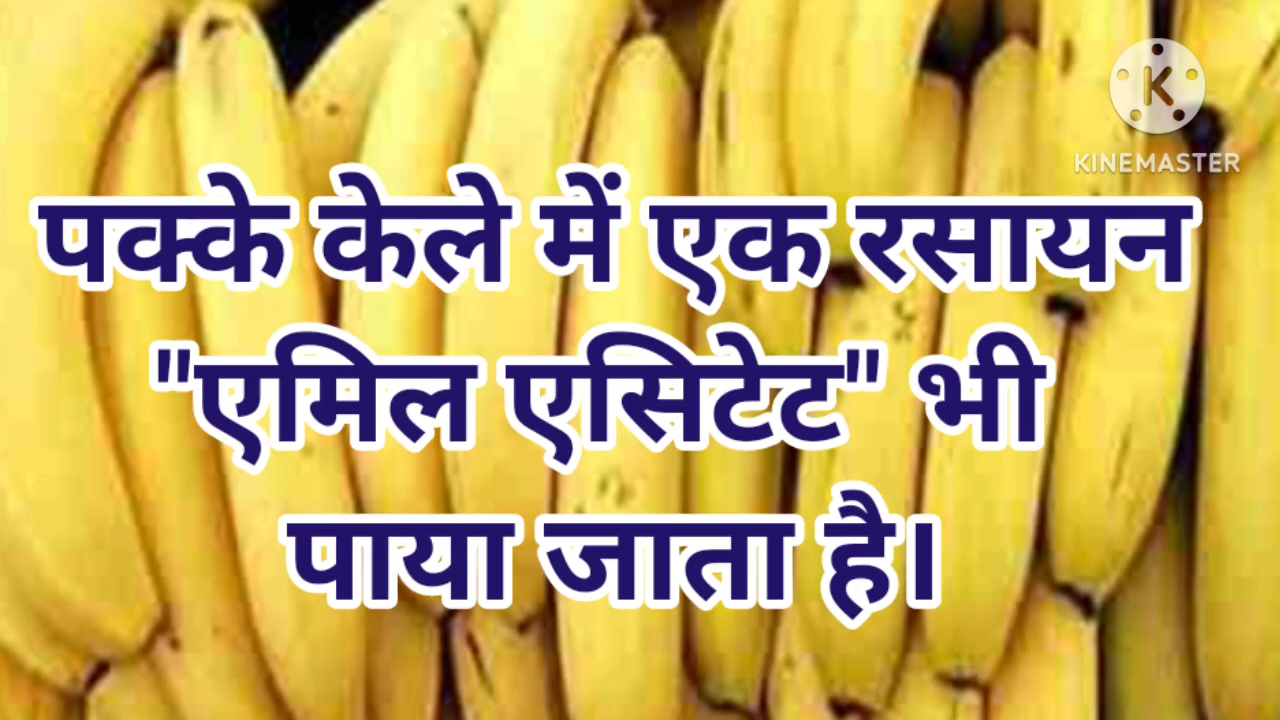 KINEMASTER
पक्के केले में एक रसायन
"एमिल एसिटेट" भी
पाया जाता है।